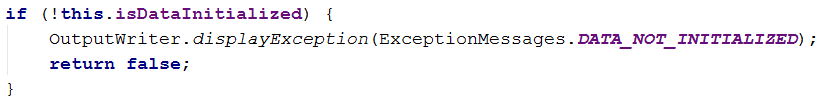 if (!this.isDataInitialized) {
    OutputWriter.displayException(ExceptionMessages.DATA_NOT_INITIALIZED);
    return false;
}